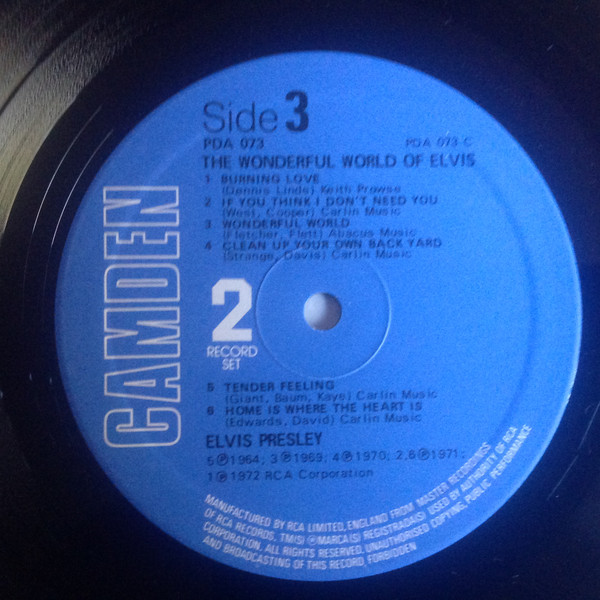 Side 3
PDA 073 PDA 073 C
THE WONDERFUL WORLD OF ELVIS
1 BURNING LOVE
(Dennis Linde) Keith Prowse
2 IF YOU THINK I DON'T NEED YOU
(West, Cooper) Carlin Music
3 WONDERFUL WORLD
(Fletcher, Flett) Abacus Music
4 CLEAN UP YOUR OWN BACK YARD
(Strange, Davis) Carlin Music
CAMDEN
2
RECORD
SET
5 TENDER FEELING
(Giant, Baum, Kaye) Carlin Music
6 HOME IS WHERE THE HEART IS
(Edwards, David) Carlin Music
ELVIS PRESLEY
5 ℗ 1964; 3 ℗ 1969; 4 ℗ 1970; 2,6 ℗ 1971;
1 ℗ 1972 RCA Corporation
MANUFACTURED BY RCA LIMITED, ENGLAND FROM MASTER RECORDINGS
OF RCA RECORDS. TM(S) ® MARCA(S) REGISTRADA(S) USED BY AUTHORITY OF RCA
CORPORATION. ALL RIGHTS RESERVED. UNAUTHORISED COPYING, PUBLIC PERFORMANCE
AND BROADCASTING OF THIS RECORD, FORBIDDEN